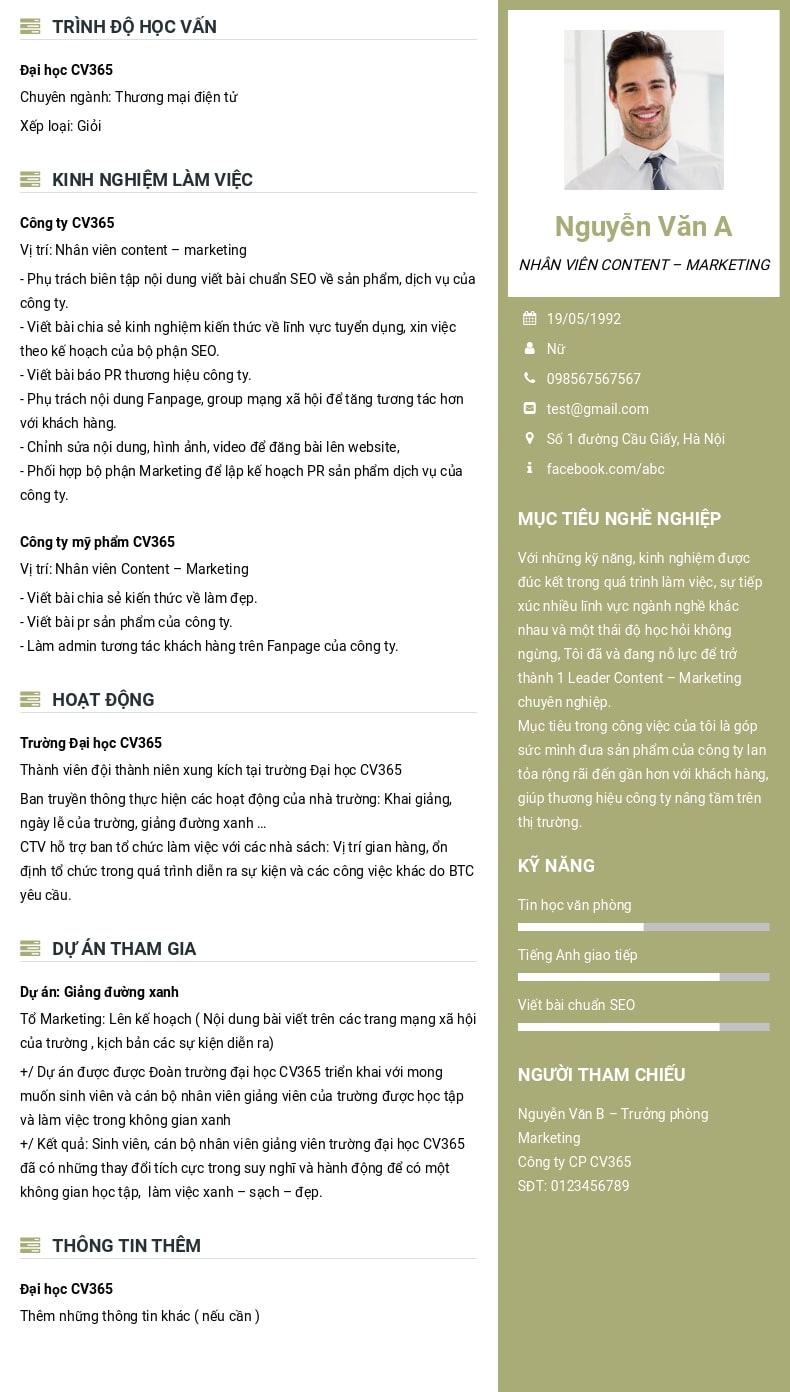 TRÌNH ĐỘ HỌC VẤN
Đại học CV365
Chuyên ngành: Thương mại điện tử
Xếp loại: Giỏi
KINH NGHIỆM LÀM VIỆC
Công ty CV365
Vị trí: Nhân viên content – marketing
- Phụ trách biên tập nội dung viết bài chuẩn SEO về sản phẩm, dịch vụ của
công ty.
- Viết bài chia sẻ kinh nghiệm kiến thức về lĩnh vực tuyển dụng, xin việc
theo kế hoạch của bộ phận SEO.
- Viết bài báo PR thương hiệu công ty.
- Phụ trách nội dung Fanpage, group mạng xã hội để tăng tương tác hơn
với khách hàng.
- Chỉnh sửa nội dung, hình ảnh, video để đăng bài lên website,
- Phối hợp bộ phận Marketing để lập kế hoạch PR sản phẩm dịch vụ của
công ty.
Công ty mỹ phẩm CV365
Vị trí: Nhân viên Content – Marketing
- Viết bài chia sẻ kiến thức về làm đẹp.
- Viết bài pr sản phẩm của công ty.
- Làm admin tương tác khách hàng trên Fanpage của công ty.
HOẠT ĐỘNG
Trường Đại học CV365
Thành viên đội thành niên xung kích tại trường Đại học CV365
Ban truyền thông thực hiện các hoạt động của nhà trường: Khai giảng,
ngày lễ của trường, giảng đường xanh ...
CTV hỗ trợ ban tổ chức làm việc với các nhà sách: Vị trí gian hàng, ổn
định tổ chức trong quá trình diễn ra sự kiện và các công việc khác do BTC
yêu cầu.
DỰ ÁN THAM GIA
Dự án: Giảng đường xanh
Tổ Marketing: Lên kế hoạch ( Nội dung bài viết trên các trang mạng xã hội
của trường , kịch bản các sự kiện diễn ra)
+/ Dự án được được Đoàn trường đại học CV365 triển khai với mong
muốn sinh viên và cán bộ nhân viên giảng viên của trường được học tập
và làm việc trong không gian xanh
+/ Kết quả: Sinh viên, cán bộ nhân viên giảng viên trường đại học CV365
đã có những thay đổi tích cực trong suy nghĩ và hành động để có một
không gian học tập, làm việc xanh – sạch – đẹp.
THÔNG TIN THÊM
Đại học CV365
Thêm những thông tin khác ( nếu cần )
Nguyễn Văn A
NHÂN VIÊN CONTENT – MARKETING
19/05/1992
Nữ
098567567567
test@gmail.com
Số 1 đường Cầu Giấy, Hà Nội
facebook.com/abc
MỤC TIÊU NGHỀ NGHIỆP
Với những kỹ năng, kinh nghiệm được
đúc kết trong quá trình làm việc, sự tiếp
xúc nhiều lĩnh vực ngành nghề khác
nhau và một thái độ học hỏi không
ngừng, Tôi đã và đang nỗ lực để trở
thành 1 Leader Content – Marketing
chuyên nghiệp.
Mục tiêu trong công việc của tôi là góp
sức mình đưa sản phẩm của công ty lan
tỏa rộng rãi đến gần hơn với khách hàng,
giúp thương hiệu công ty nâng tầm trên
thị trường.
KỸ NĂNG
Tin học văn phòng
Tiếng Anh giao tiếp
Viết bài chuẩn SEO
NGƯỜI THAM CHIẾU
Nguyễn Văn B – Trưởng phòng
Marketing
Công ty CP CV365
SĐT: 0123456789